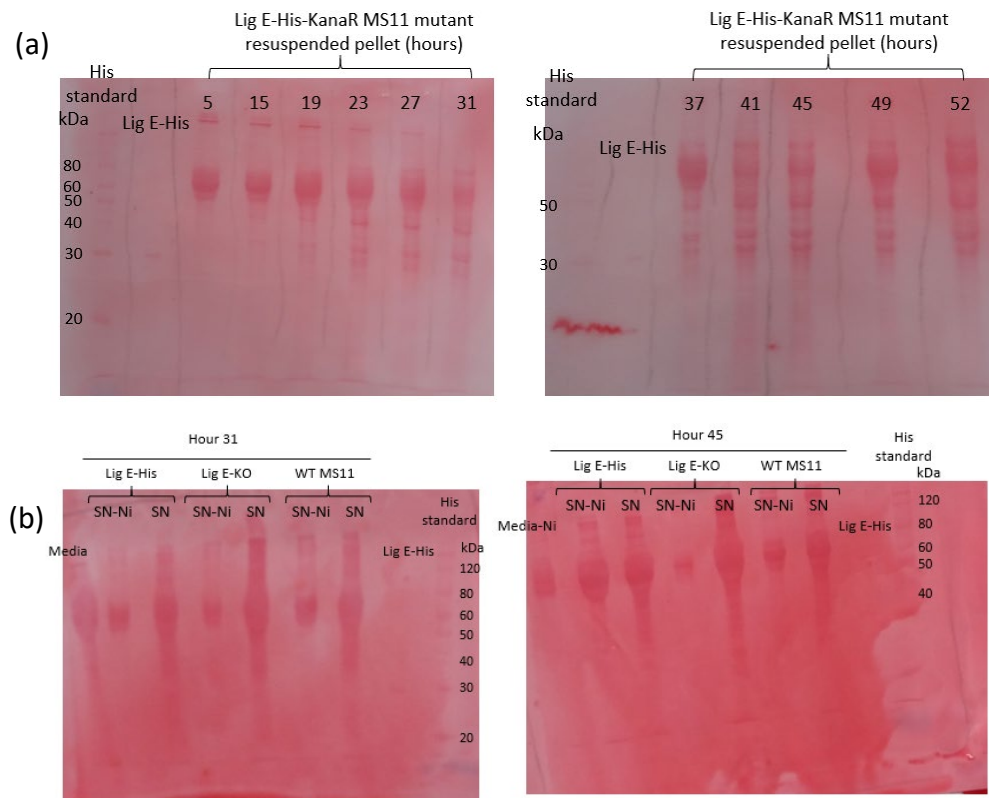 (a)
Lig E-His-KanaR MS11 mutant
resuspended pellet (hours)
His
standard
kDa
Lig E-His
5 15 19 23 27 31
80
60
50
40
30
20
Lig E-His-KanaR MS11 mutant
resuspended pellet (hours)
His
standard
kDa
Lig E-His
37 41 45 49 52
50
30
(b)
Hour 31
Lig E-His Lig E-KO WT MS11
SN-Ni SN SN-Ni SN SN-Ni SN
Media
Lig E-His
His
standard
kDa
120
80
60
50
40
30
20
Hour 45
Lig E-His Lig E-KO WT MS11
SN-Ni SN SN-Ni SN SN-Ni SN
Media-Ni
Lig E-His
His
standard
kDa
120
80
60
50
40